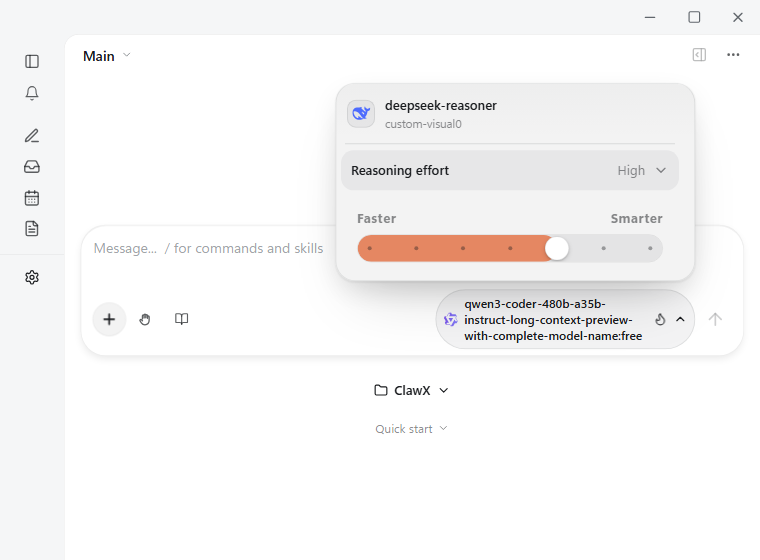 Main
deepseek-reasoner
custom-visual0
Reasoning effort
High
Faster
Smarter
Message... / for commands and skills
qwen3-coder-480b-a35b-
instruct-long-context-preview-
with-complete-model-name:free
ClawX
Quick start